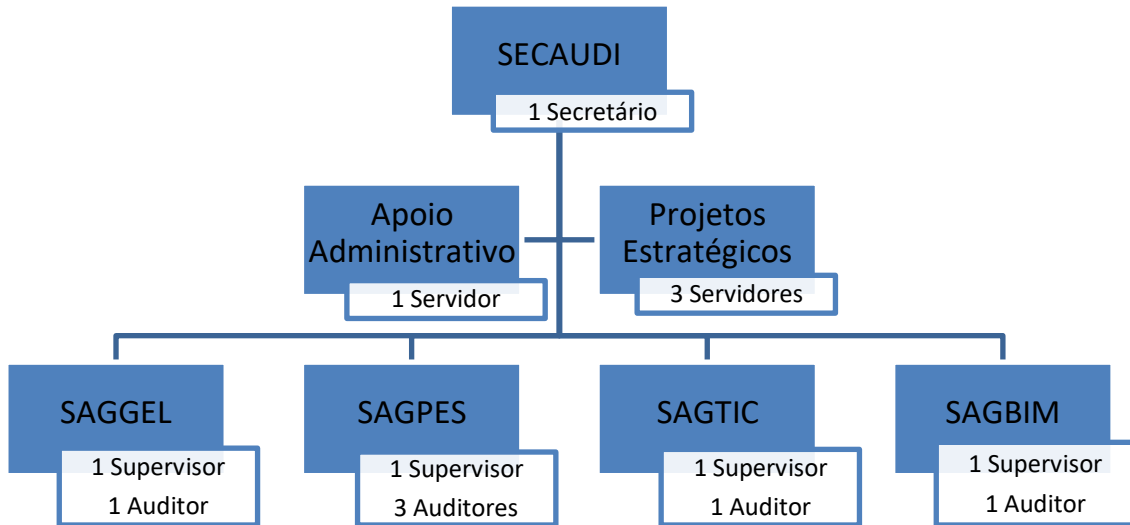 SECAUDI
1 Secretário
Apoio
Administrativo
1 Servidor
Projetos
Estratégicos
3 Servidores
SAGGEL
1 Supervisor
1 Auditor
SAGPES
1 Supervisor
3 Auditores
SAGTIC
1 Supervisor
1 Auditor
SAGBIM
1 Supervisor
1 Auditor